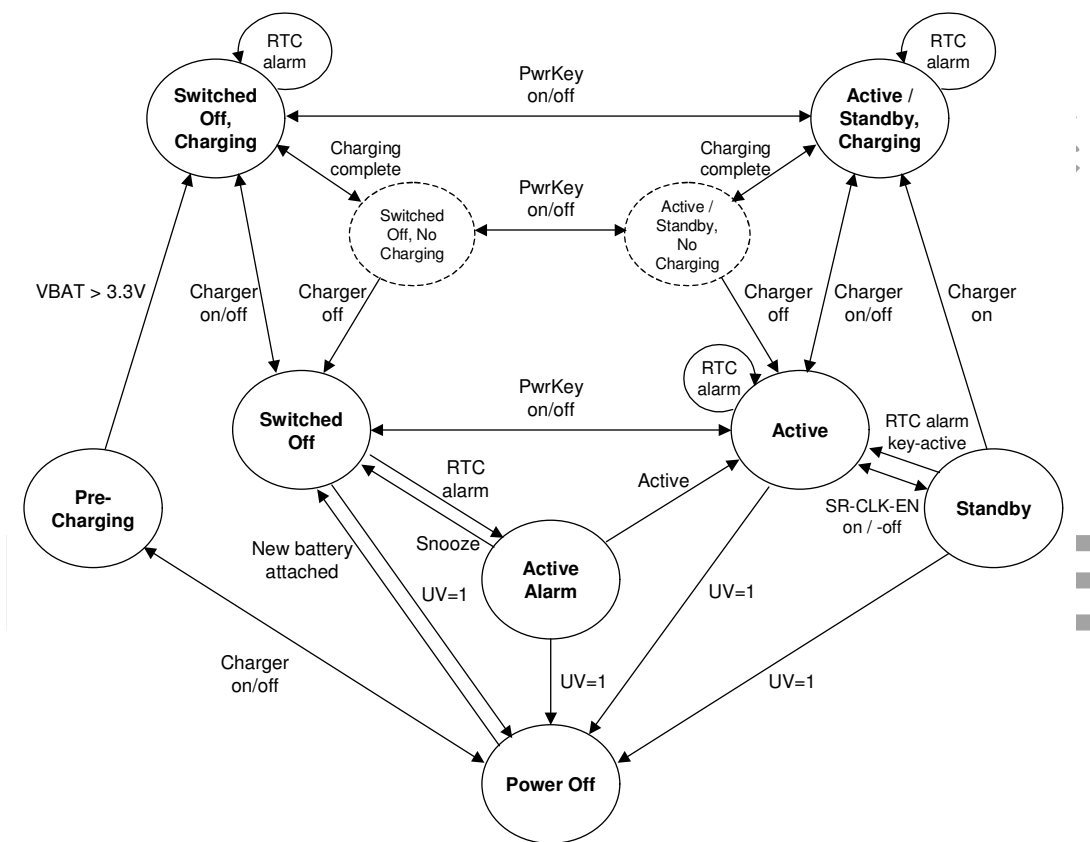 RTC
alarm
RTC
alarm
Switched
Off,
Charging
PwrKey
on/off
Active /
Standby,
Charging
Charging
complete
Charging
complete
PwrKey
on/off
Switched
Off, No
Charging
Active /
Standby,
No
Charging
VBAT > 3.3V
Charger
on/off
Charger
off
Charger
off
Charger
on/off
Charger
on
RTC
alarm
PwrKey
on/off
Switched
Off
Active
RTC alarm
key-active
Pre-
Charging
RTC
alarm
Active
SR-CLK-EN
on / -off
Standby
New battery
attached
Snooze
Active
Alarm
UV=1
UV=1
Charger
on/off
UV=1
UV=1
Power Off